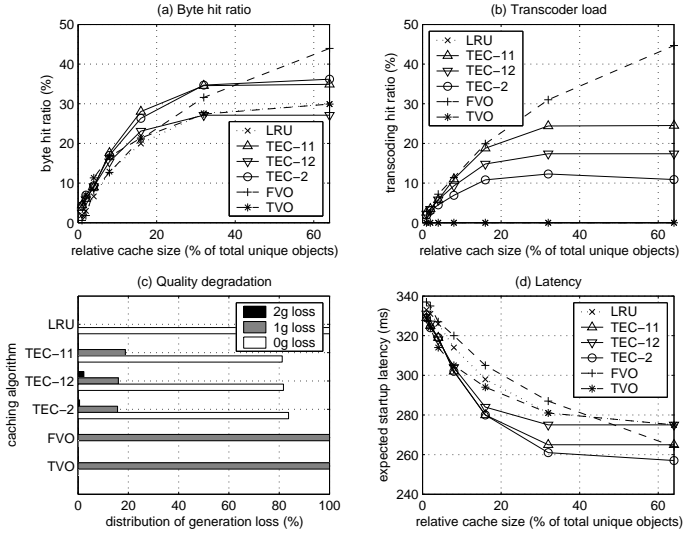 (a) Byte hit ratio
50
40
30
20
10
0
byte hit ratio (%)
LRU
TEC-11
TEC-12
TEC-2
FVO
TVO
0 20 40 60
relative cache size (% of total unique objects)
(b) Transcoder load
50
40
30
20
10
0
transcoding hit ratio (%)
LRU
TEC-11
TEC-12
TEC-2
FVO
TVO
0 20 40 60
relative cach size (% of total unique objects)
(c) Quality degradation
caching algorithm
LRU
TEC-11
TEC-12
TEC-2
FVO
TVO
2g loss
1g loss
0g loss
0 20 40 60 80 100
distribution of generation loss (%)
(d) Latency
340
320
300
280
260
240
expected startup latency (ms)
LRU
TEC-11
TEC-12
TEC-2
FVO
TVO
0 20 40 60
relative cache size (% of total unique objects)